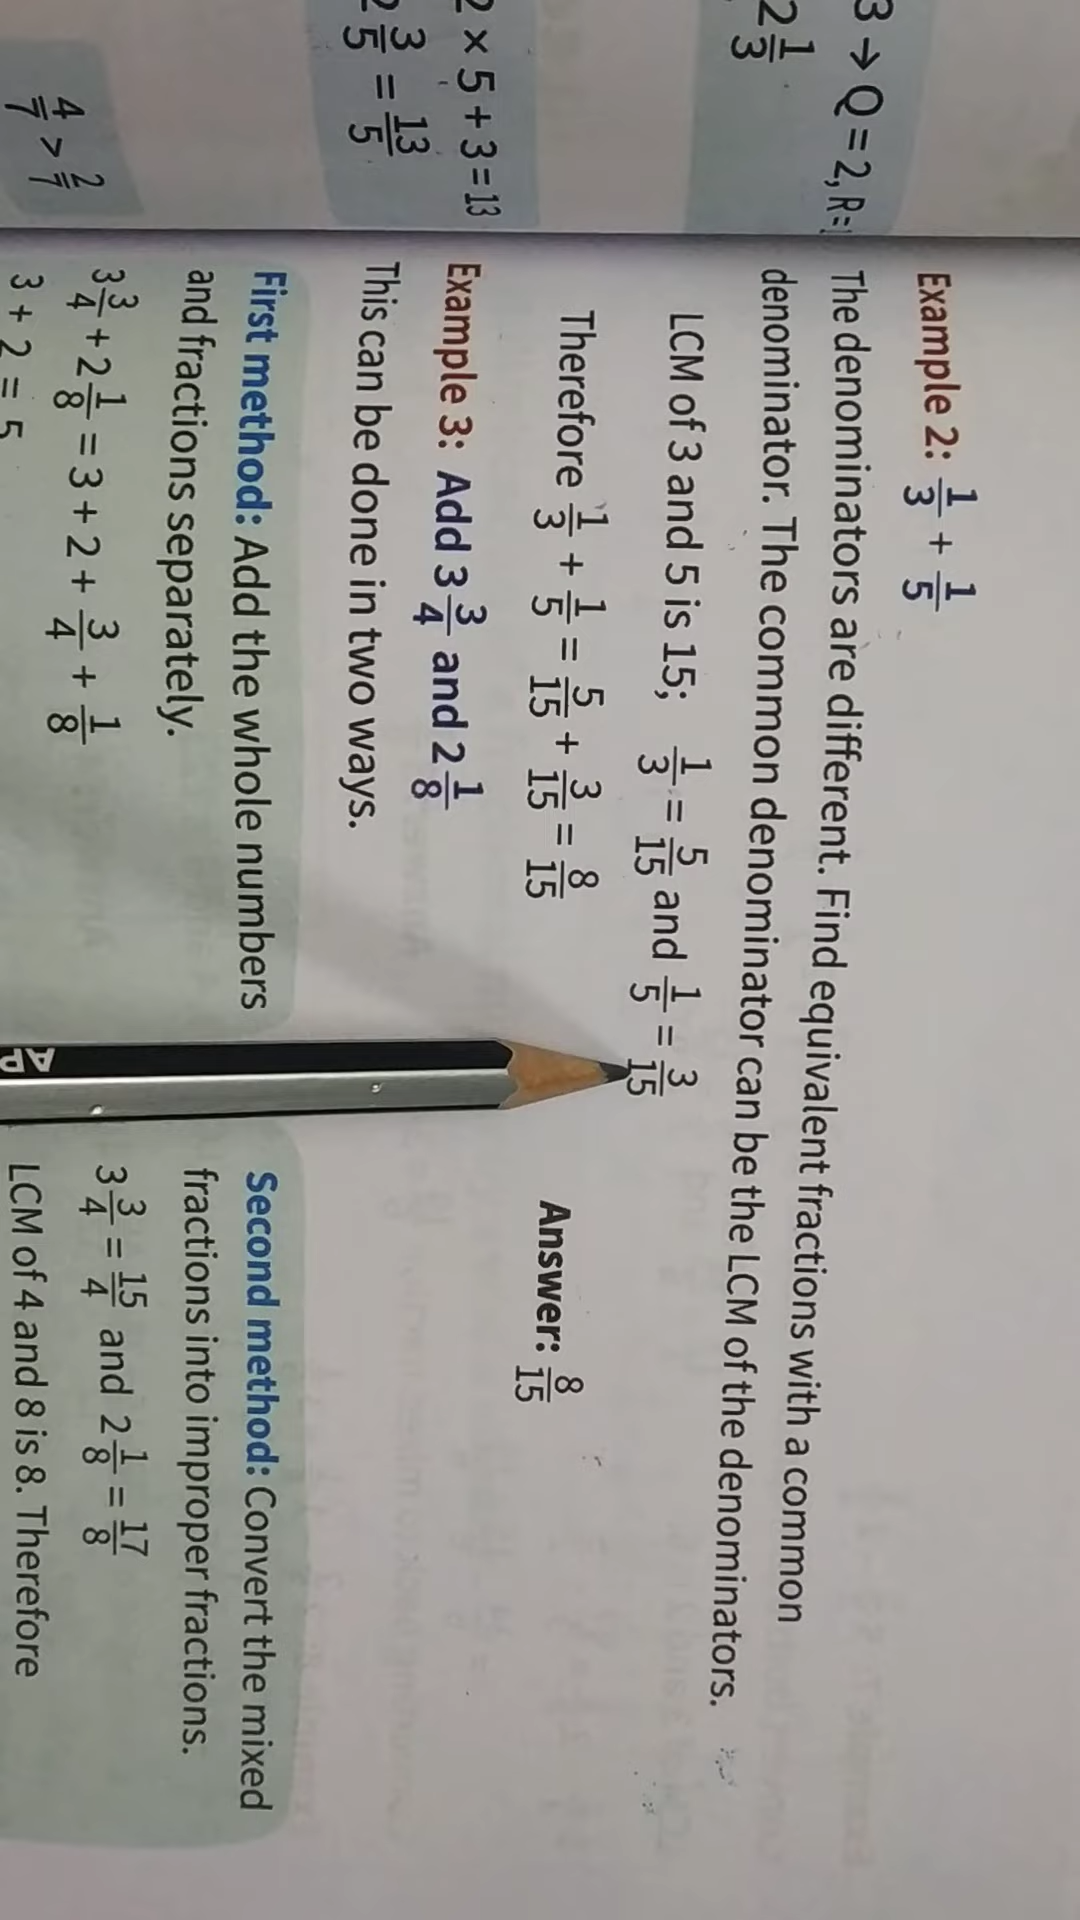 3 → Q = 2, R =
2 1/3
2 × 5 + 3 = 13
2 3/5 = 13/5
4/7 > 2/7
Example 2: 1/3 + 1/5
The denominators are different. Find equivalent fractions with a common
denominator. The common denominator can be the LCM of the denominators.
LCM of 3 and 5 is 15; 1/3 = 5/15 and 1/5 = 3/15
Therefore 1/3 + 1/5 = 5/15 + 3/15 = 8/15 Answer: 8/15
Example 3: Add 3 3/4 and 2 1/8
This can be done in two ways.
First method: Add the whole numbers
and fractions separately.
3 3/4 + 2 1/8 = 3 + 2 + 3/4 + 1/8
3 + 2 = 5
Second method: Convert the mixed
fractions into improper fractions.
3 3/4 = 15/4 and 2 1/8 = 17/8
LCM of 4 and 8 is 8. Therefore